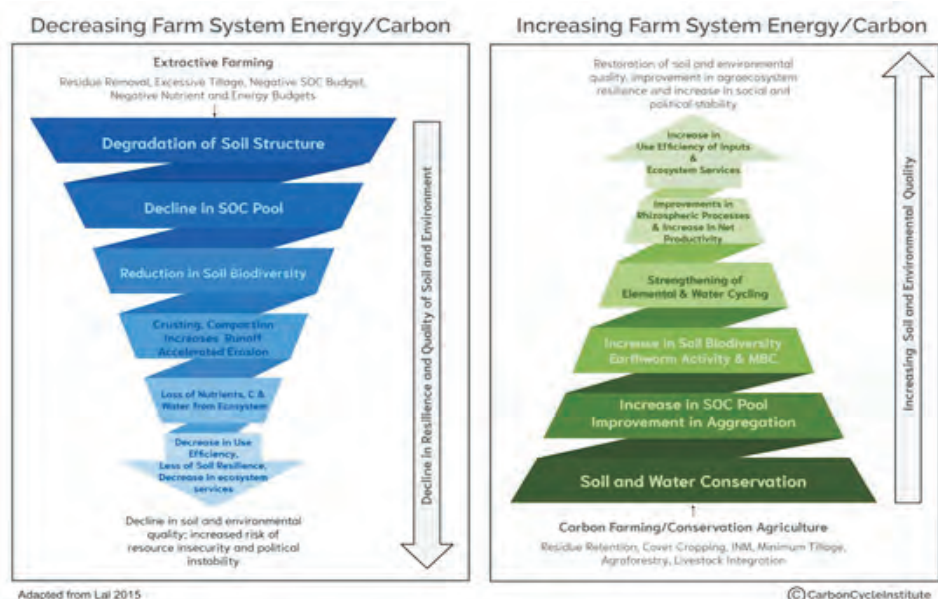 Decreasing Farm System Energy/Carbon
Extractive Farming
Residue Removal, Excessive Tillage, Negative SOC Budget,
Negative Nutrient and Energy Budgets
Degradation of Soil Structure
Decline in SOC Pool
Reduction in Soil Biodiversity
Crusting, Compaction
Increases Runoff
Accelerated Erosion
Loss of Nutrients, C &
Water from Ecosystem
Decrease in Use
Efficiency,
Loss of Soil Resilience,
Decrease in ecosystem
services
Decline in soil and environmental
quality; increased risk of
resource insecurity and political
instability
Decline in Resilience and Quality of Soil and Environment
Adapted from Lal 2015
Increasing Farm System Energy/Carbon
Restoration of soil and environmental
quality, improvement in agroecosystem
resilience and increase in social and
political stability
Increase in
Use Efficiency of Inputs
&
Ecosystem Services
Improvements in
Rhizospheric Processes
& Increase in Net
Productivity
Strengthening of
Elemental & Water Cycling
Increase in Soil Biodiversity
Earthworm Activity & MBC
Increase in SOC Pool
Improvement in Aggregation
Soil and Water Conservation
Carbon Farming/Conservation Agriculture
Residue Retention, Cover Cropping, INM, Minimum Tillage,
Agroforestry, Livestock Integration
Increasing Soil and Environmental Quality
©CarbonCycleInstitute